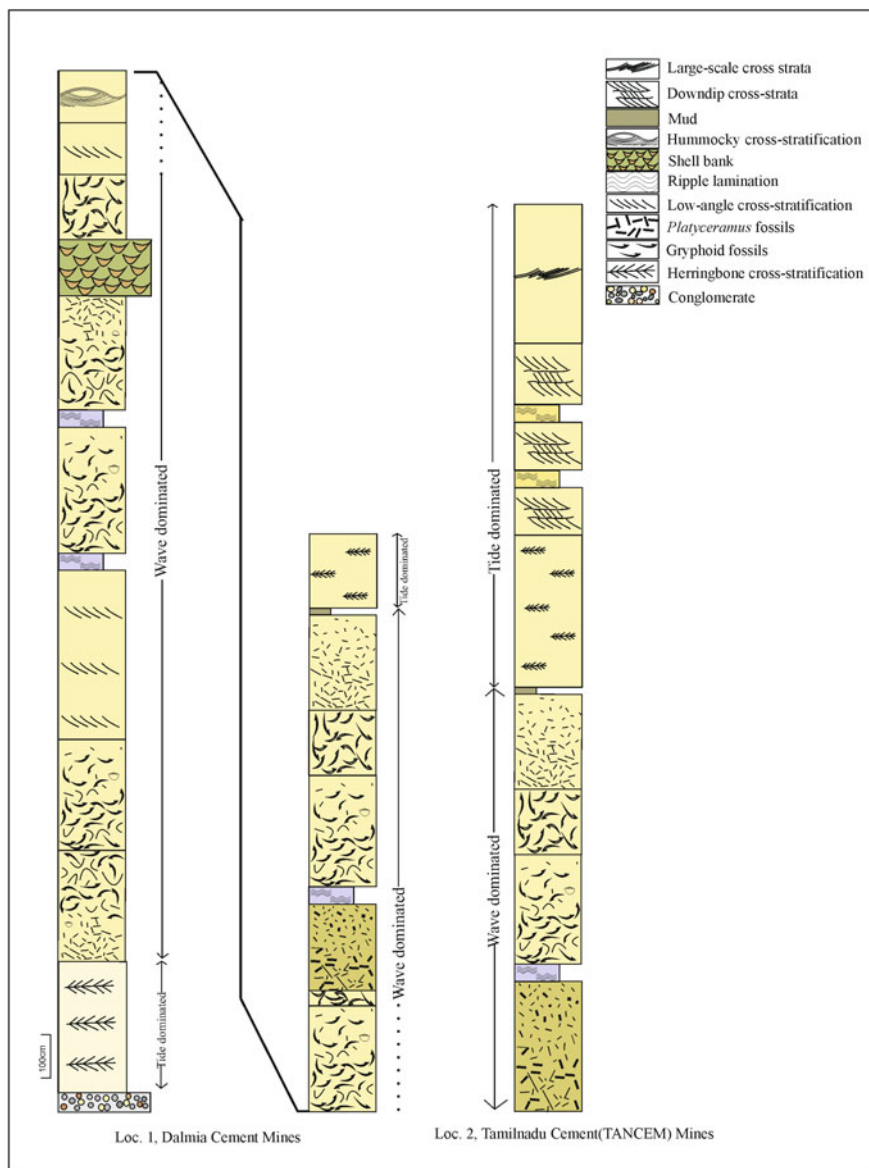 Large-scale cross strata
Downdip cross-strata
Mud
Hummocky cross-stratification
Shell bank
Ripple lamination
Low-angle cross-stratification
Platyceramus fossils
Gryphoid fossils
Herringbone cross-stratification
Conglomerate
Wave dominated
Tide dominated
100cm
Tide dominated
Wave dominated
Tide dominated
Wave dominated
Loc. 1, Dalmia Cement Mines
Loc. 2, Tamilnadu Cement(TANCEM) Mines